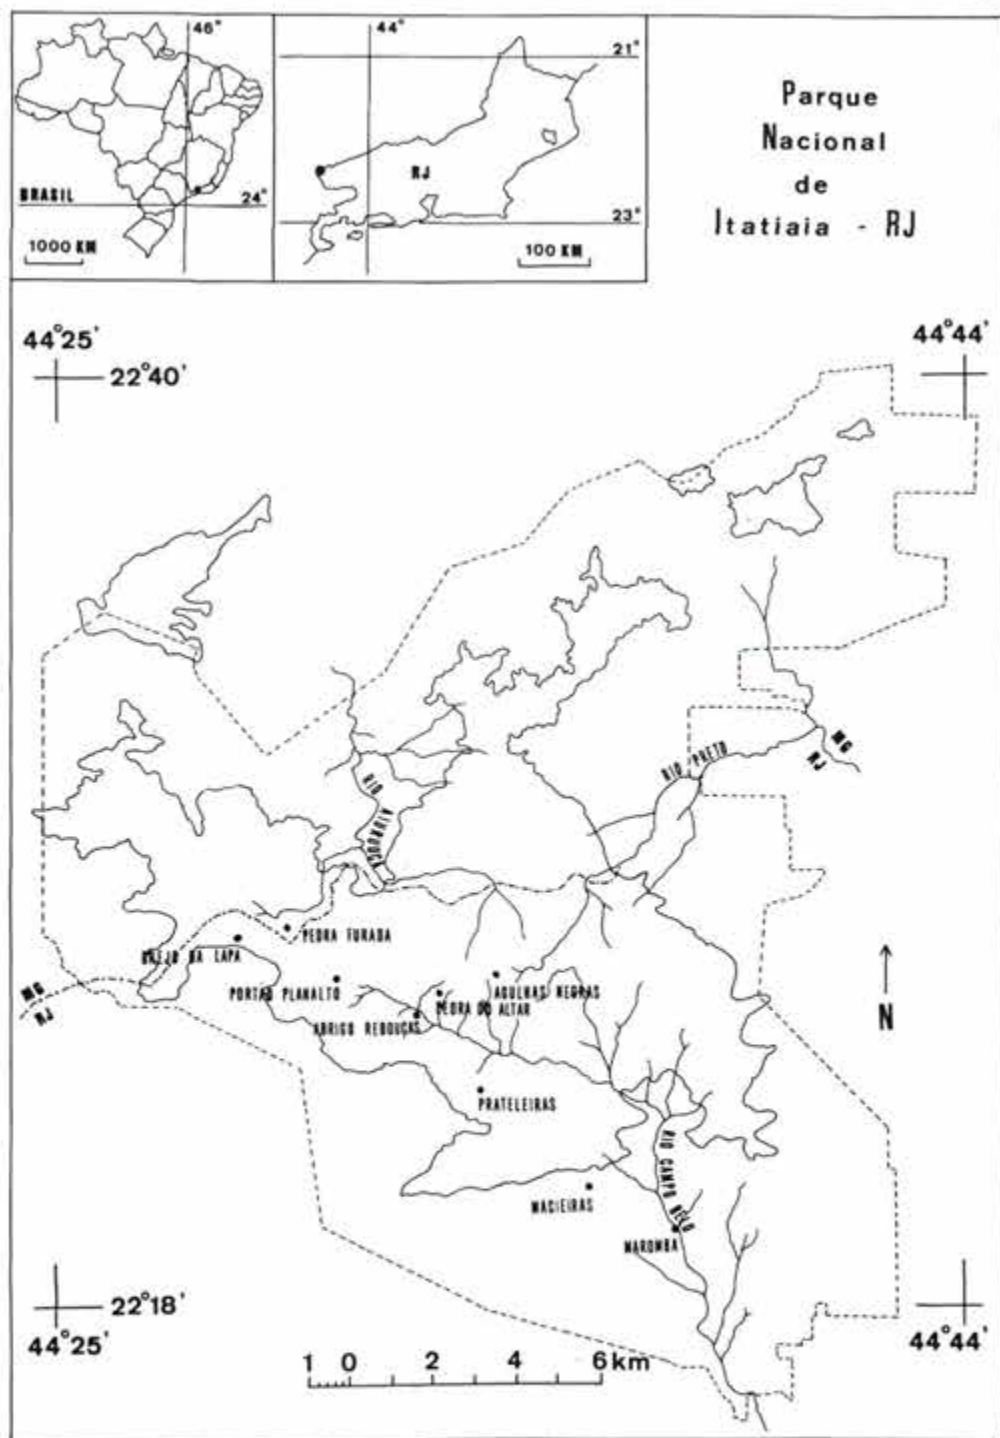 46°
24°
BRASIL
1000 KM
44°
21°
RJ
23°
100 KM
Parque
Nacional
de
Itatiaia - RJ
44°25'
22°40'
44°44'
RIO PRETO
MG
RJ
RIO AIURUOCA
PEDRA FURADA
BREJO DA LAPA
MG
RJ
PORTÃO PLANALTO
AGULHAS NEGRAS
PEDRA DO ALTAR
ABRIGO REBOUÇAS
N
PRATELEIRAS
RIO CAMPO BELO
MACIEIRAS
MAROMBA
22°18'
44°25'
44°44'
1 0 2 4 6km